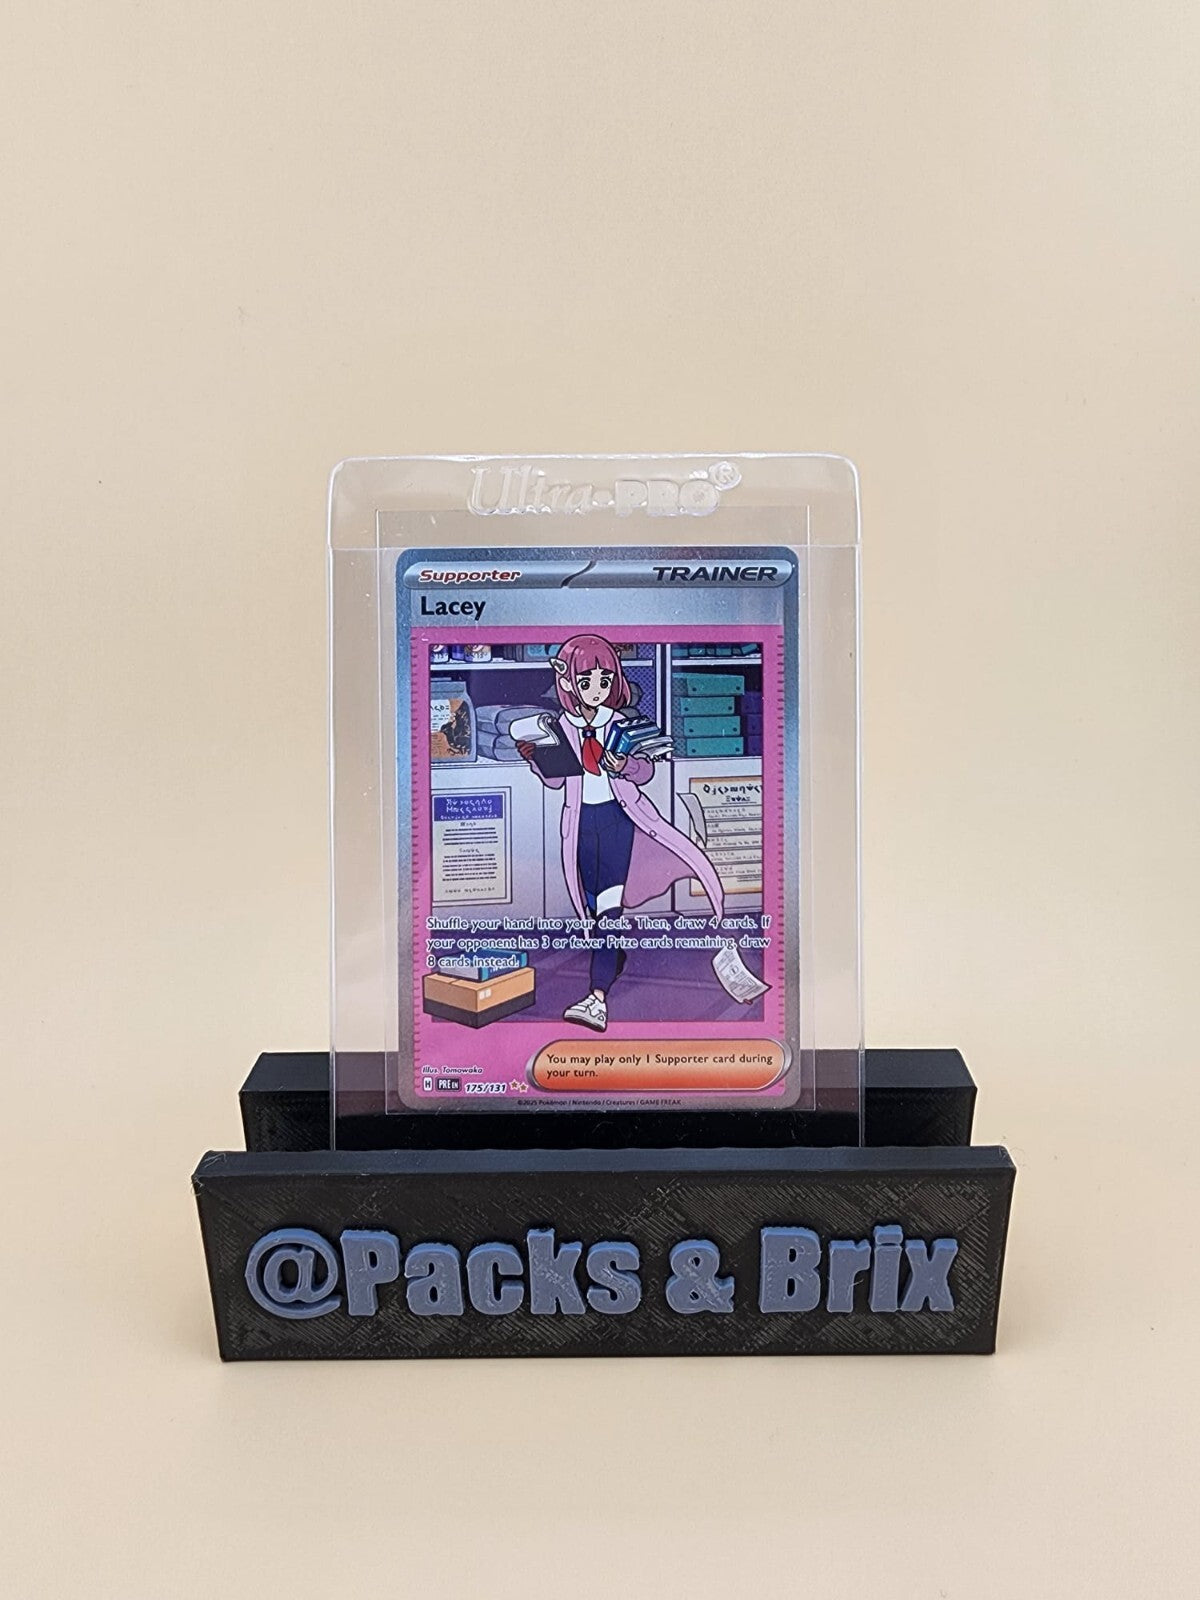 Ultra·PRO®
Supporter
TRAINER
Lacey
Shuffle your hand into your deck. Then, draw 4 cards. If
your opponent has 3 or fewer Prize cards remaining, draw
8 cards instead.
You may play only 1 Supporter card during
your turn.
Illus. Tomowaka
H PRE EN 175/131
©2025 Pokémon / Nintendo / Creatures / GAME FREAK
@Packs & Brix